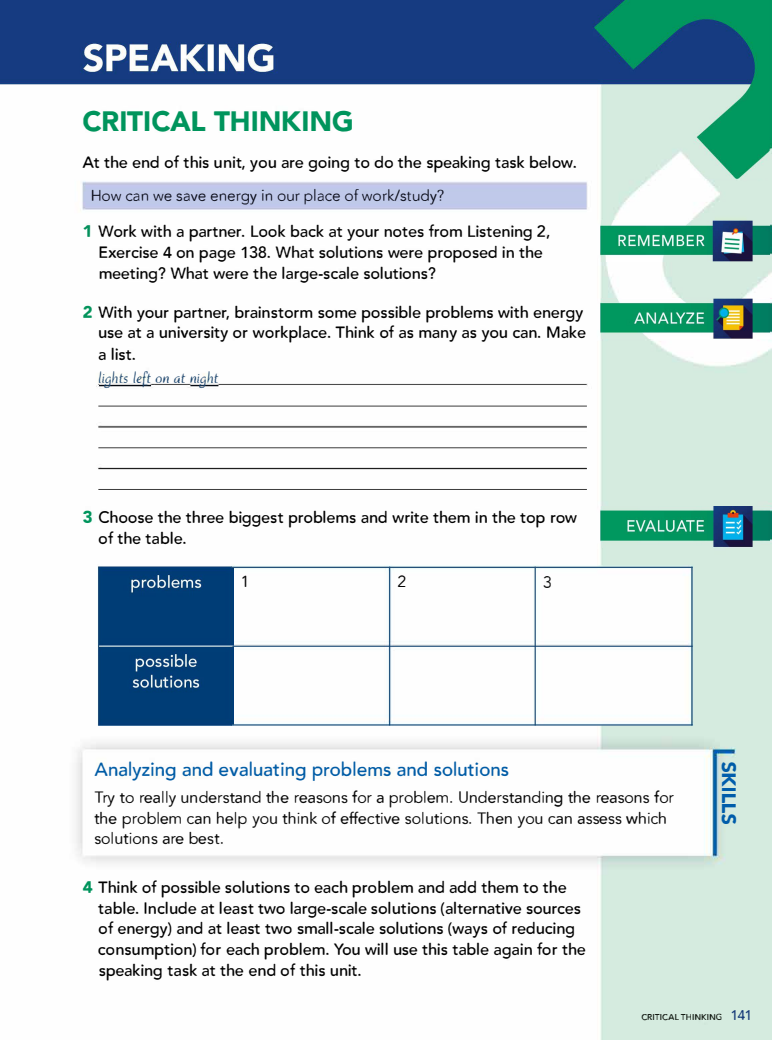 SPEAKING
CRITICAL THINKING
At the end of this unit, you are going to do the speaking task below.
How can we save energy in our place of work/study?
1 Work with a partner. Look back at your notes from Listening 2,
Exercise 4 on page 138. What solutions were proposed in the
meeting? What were the large-scale solutions?
REMEMBER
2 With your partner, brainstorm some possible problems with energy
use at a university or workplace. Think of as many as you can. Make
a list.
ANALYZE
lights left on at night
3 Choose the three biggest problems and write them in the top row
of the table.
EVALUATE
problems 1 2 3
possible
solutions
Analyzing and evaluating problems and solutions
Try to really understand the reasons for a problem. Understanding the reasons for
the problem can help you think of effective solutions. Then you can assess which
solutions are best.
SKILLS
4 Think of possible solutions to each problem and add them to the
table. Include at least two large-scale solutions (alternative sources
of energy) and at least two small-scale solutions (ways of reducing
consumption) for each problem. You will use this table again for the
speaking task at the end of this unit.
CRITICAL THINKING 141